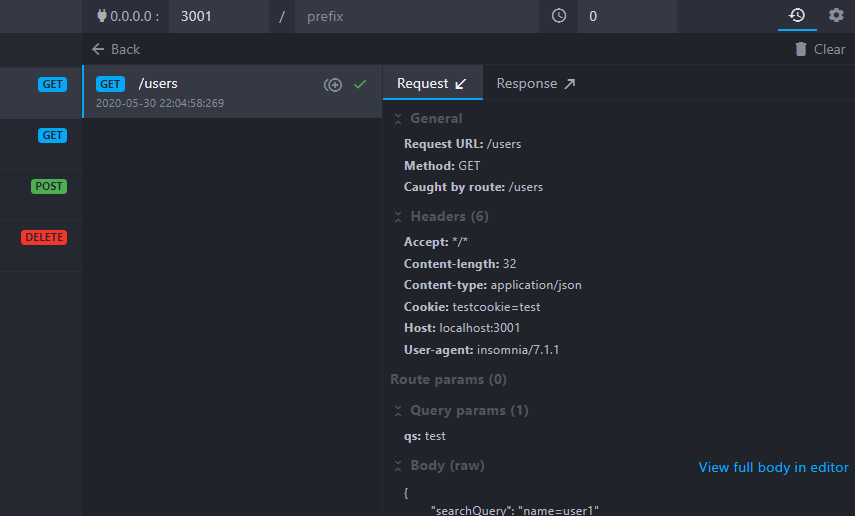 0.0.0.0 : 3001 / prefix 0
Back Clear
GET
GET
POST
DELETE
GET /users
2020-05-30 22:04:58:269
Request Response
General
Request URL: /users
Method: GET
Caught by route: /users
Headers (6)
Accept: */*
Content-length: 32
Content-type: application/json
Cookie: testcookie=test
Host: localhost:3001
User-agent: insomnia/7.1.1
Route params (0)
Query params (1)
qs: test
Body (raw) View full body in editor
{
"searchQuery": "name=user1"